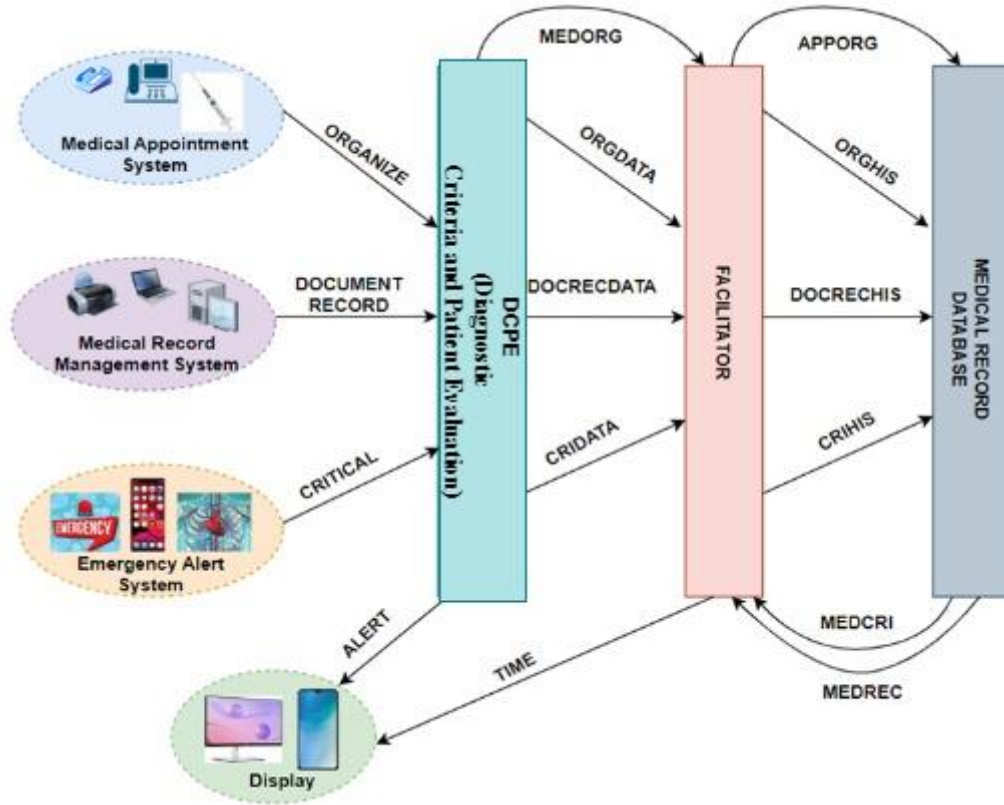 MEDORG
APPORG
Medical Appointment
System
ORGANIZE
ORGDATA
ORGHIS
DCPE
(Diagnostic
Criteria and Patient Evaluation)
FACILITATOR
MEDICAL RECORD
DATABASE
DOCUMENT
RECORD
DOCRECDATA
DOCRECHIS
Medical Record
Management System
CRITICAL
CRIDATA
CRIHIS
EMERGENCY
Emergency Alert
System
ALERT
TIME
MEDCRI
MEDREC
Display